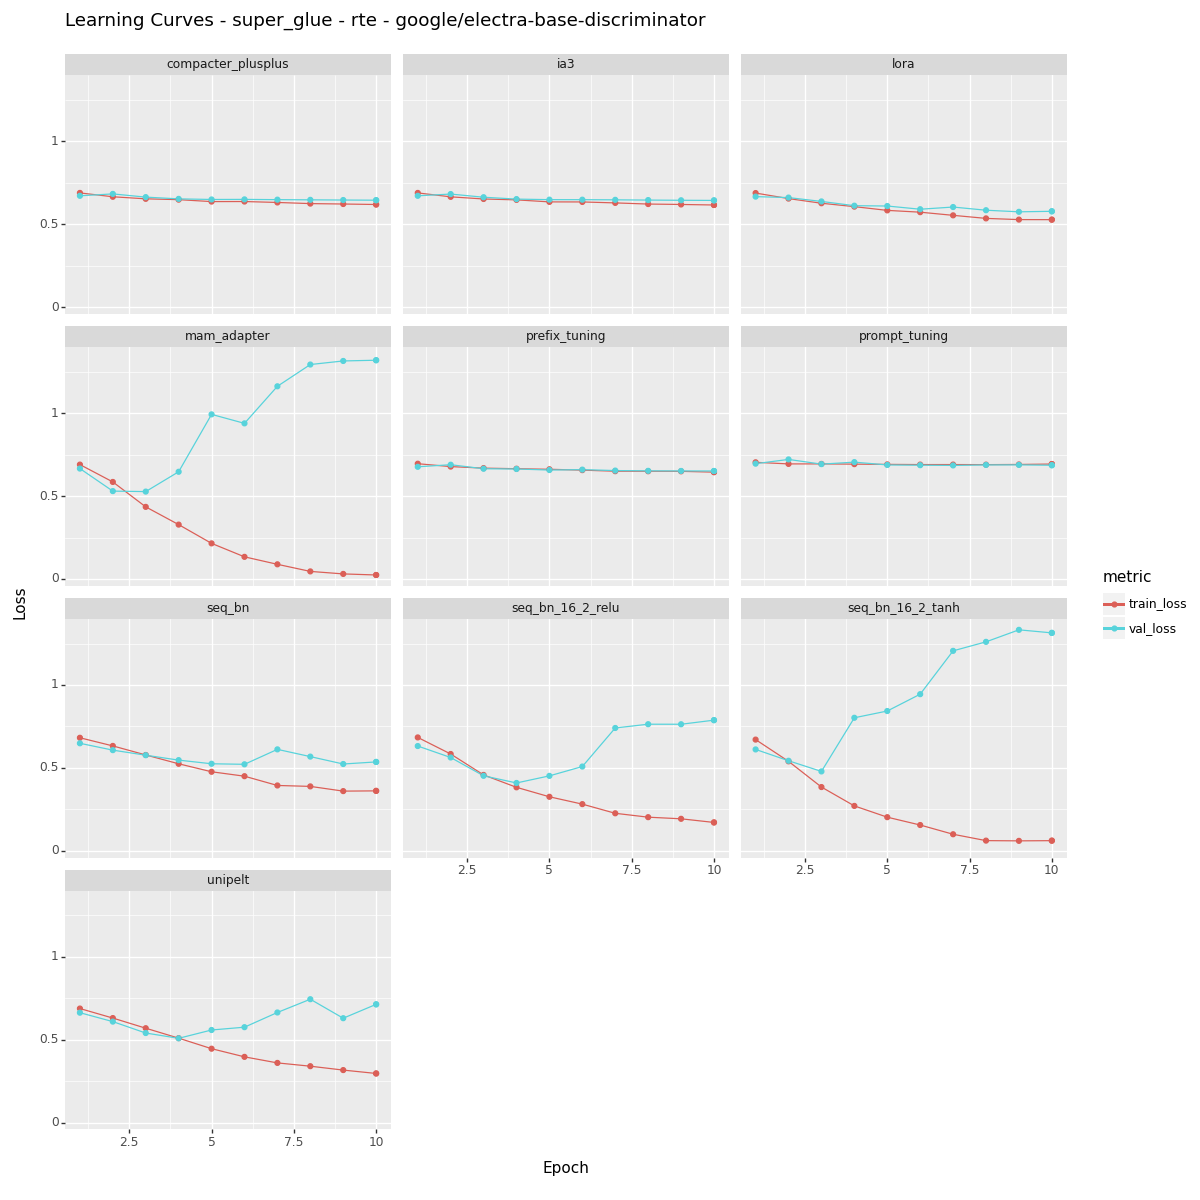 Learning Curves - super_glue - rte - google/electra-base-discriminator
compacter_plusplus
ia3
lora
1
0.5
0
mam_adapter
prefix_tuning
prompt_tuning
1
0.5
0
seq_bn
seq_bn_16_2_relu
seq_bn_16_2_tanh
1
0.5
0
2.5 5 7.5 10
2.5 5 7.5 10
unipelt
1
0.5
0
2.5 5 7.5 10
Epoch
Loss
metric
train_loss
val_loss